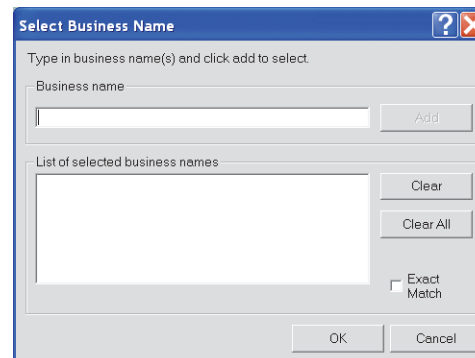 Select Business Name
Type in business name(s) and click add to select.
Business name
Add
List of selected business names
Clear
Clear All
Exact
Match
OK
Cancel